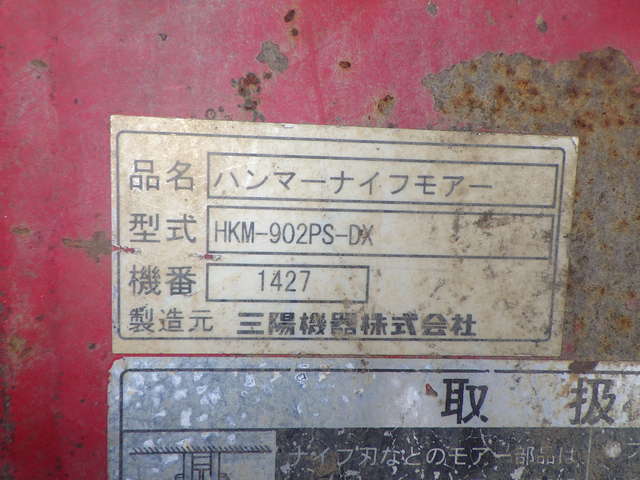 品名 ハンマーナイフモアー
型式 HKM-902PS-DX
機番 1427
製造元 三陽機器株式会社
取扱
ナイフ刃などのモアー部品は